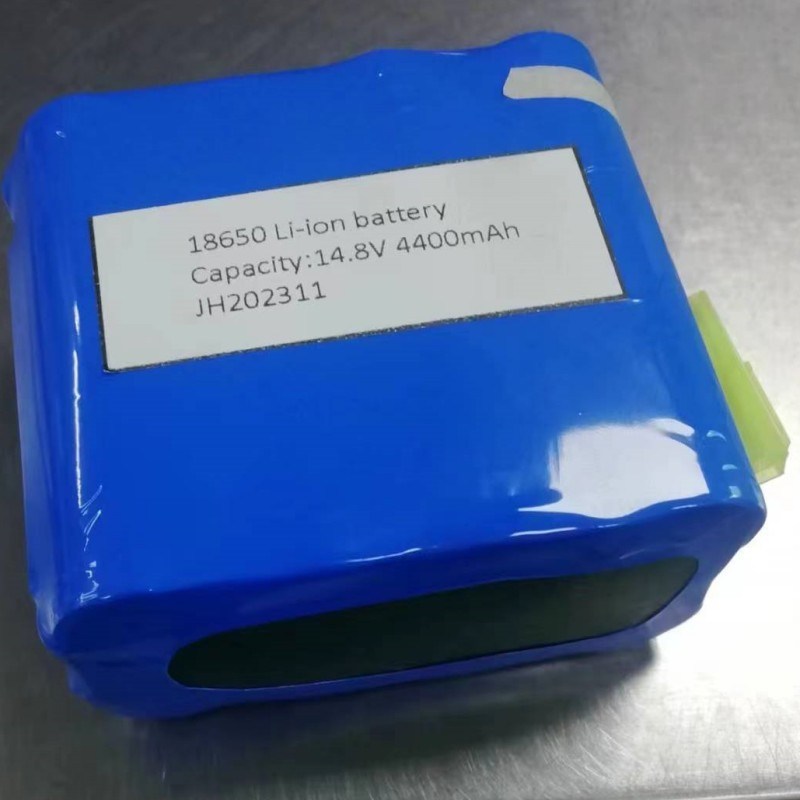 18650 Li-ion battery
Capacity:14.8V 4400mAh
JH202311